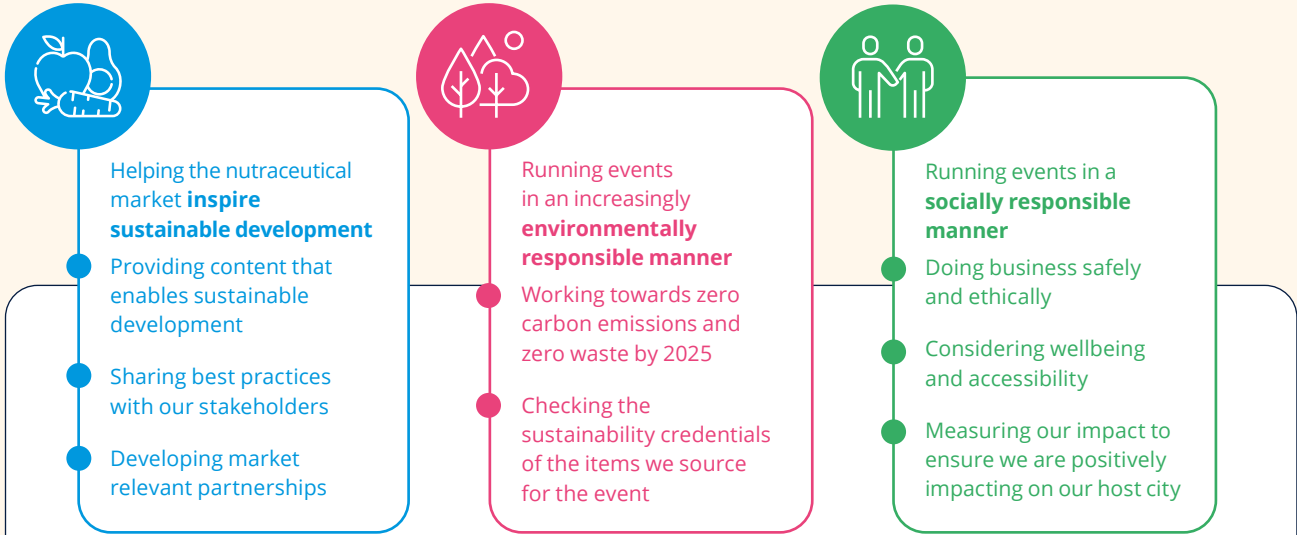 Helping the nutraceutical
market inspire
sustainable development
Providing content that
enables sustainable
development
Sharing best practices
with our stakeholders
Developing market
relevant partnerships
Running events
in an increasingly
environmentally
responsible manner
Working towards zero
carbon emissions and
zero waste by 2025
Checking the
sustainability credentials
of the items we source
for the event
Running events in a
socially responsible
manner
Doing business safely
and ethically
Considering wellbeing
and accessibility
Measuring our impact to
ensure we are positively
impacting on our host city